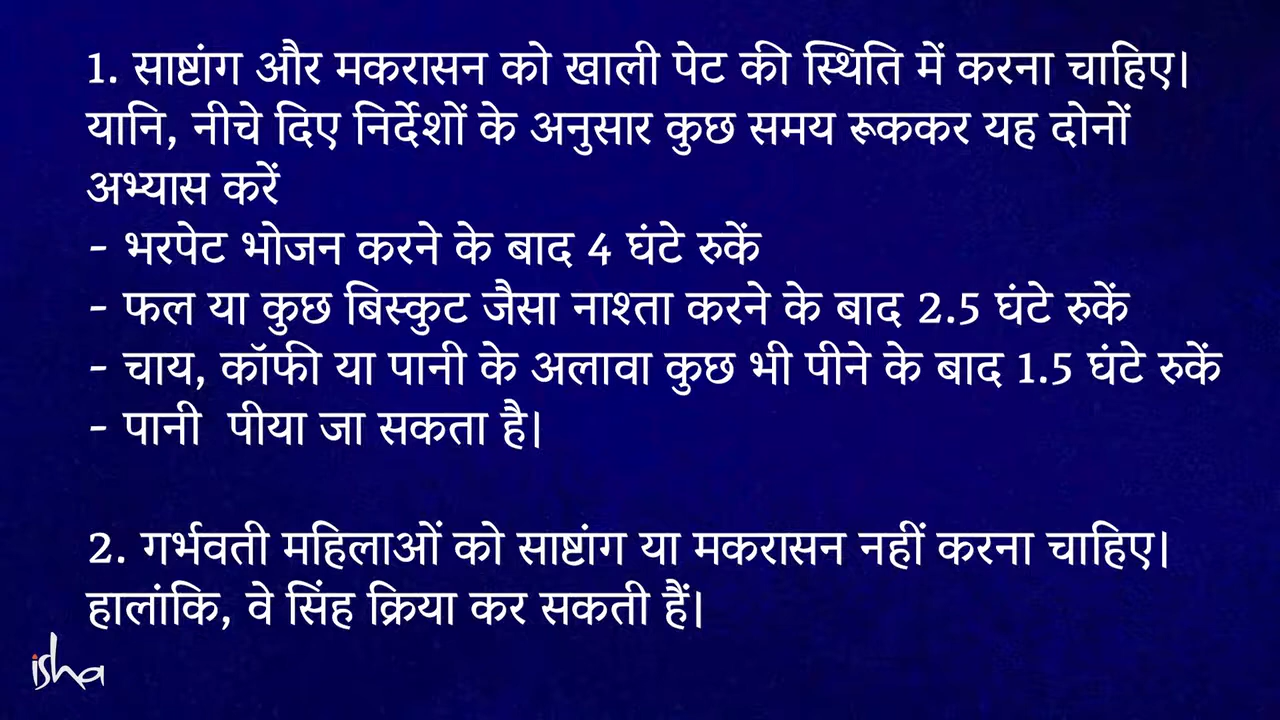 1. साष्टांग और मकरासन को खाली पेट की स्थिति में करना चाहिए।
यानि, नीचे दिए निर्देशों के अनुसार कुछ समय रूककर यह दोनों
अभ्यास करें
- भरपेट भोजन करने के बाद 4 घंटे रुकें
- फल या कुछ बिस्कुट जैसा नाश्ता करने के बाद 2.5 घंटे रुकें
- चाय, कॉफी या पानी के अलावा कुछ भी पीने के बाद 1.5 घंटे रुकें
- पानी  पीया जा सकता है।
2. गर्भवती महिलाओं को साष्टांग या मकरासन नहीं करना चाहिए।
हालांकि, वे सिंह क्रिया कर सकती हैं।
isha